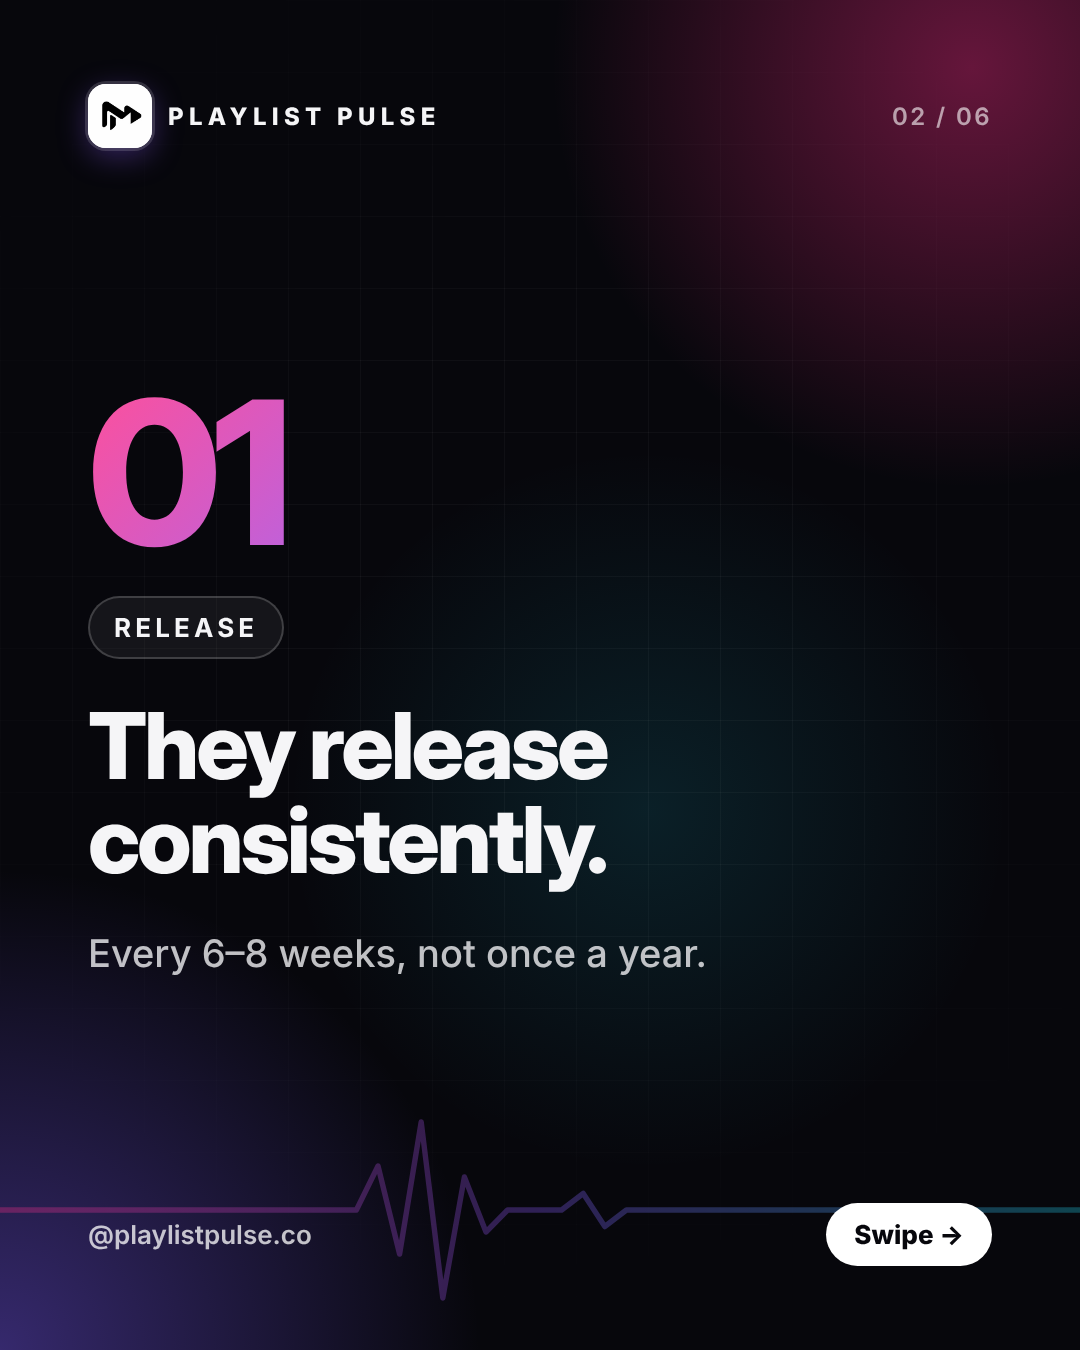 PLAYLIST PULSE
02 / 06
01
RELEASE
They release
consistently.
Every 6–8 weeks, not once a year.
@playlistpulse.co
Swipe →